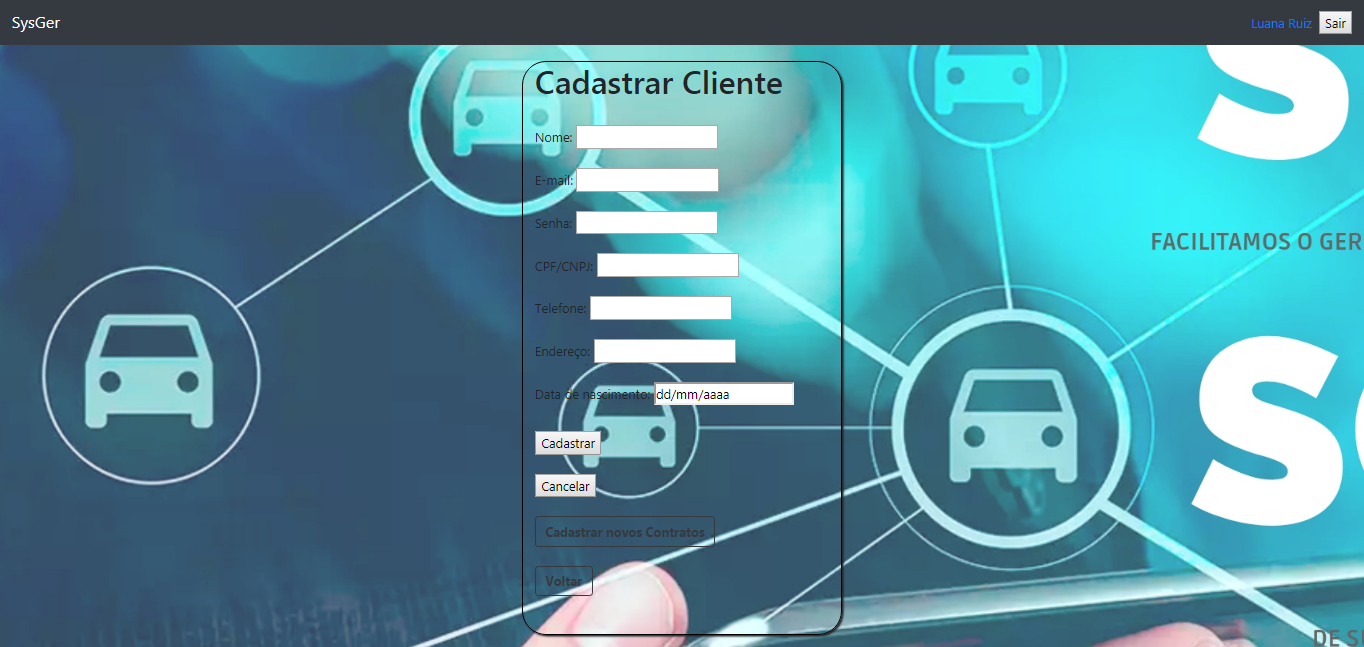 SysGer
Luana Ruiz Sair
Cadastrar Cliente
Nome:
E-mail:
Senha:
CPF/CNPJ:
FACILITAMOS O GER
Telefone:
Endereço:
Data de nascimento: dd/mm/aaaa
Cadastrar
Cancelar
Cadastrar novos Contratos
Voltar
DE S